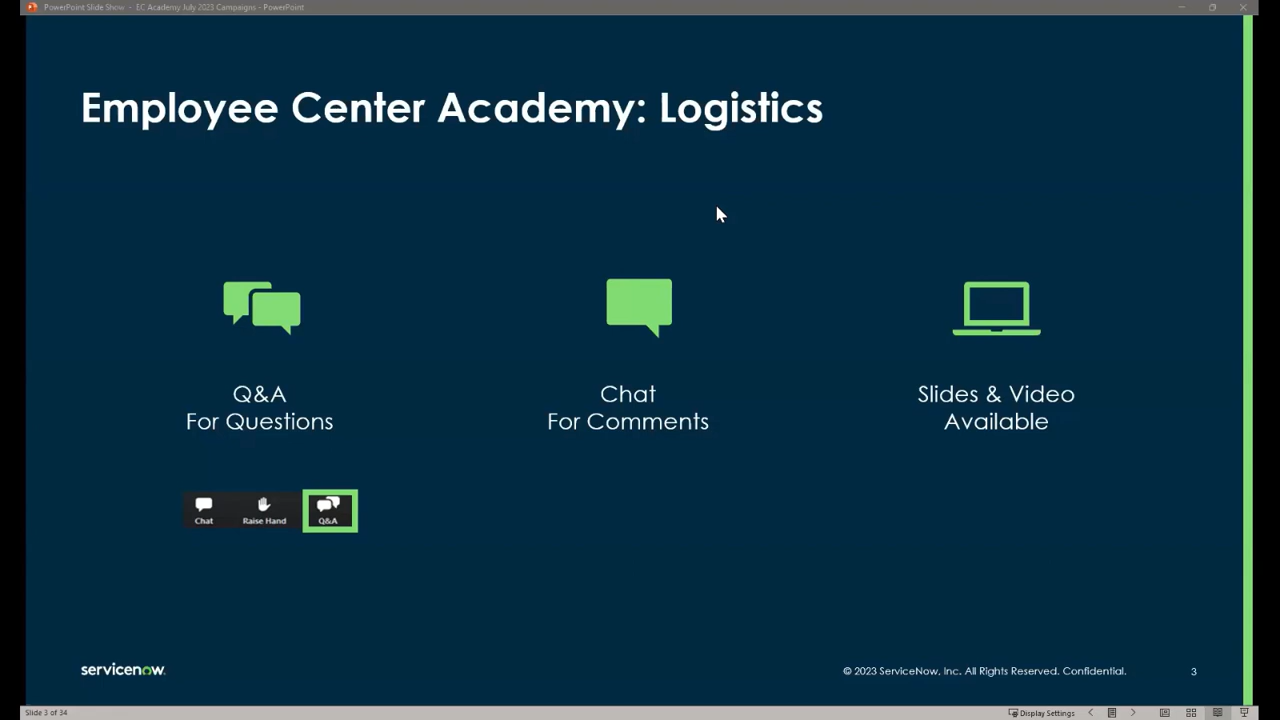 PowerPoint Slide Show - EC Academy July 2023 Campaigns - PowerPoint
Employee Center Academy: Logistics
Q&A
For Questions
Chat
For Comments
Slides & Video
Available
Chat
Raise Hand
Q&A
servicenow.
© 2023 ServiceNow, Inc. All Rights Reserved. Confidential.
3
Slide 3 of 34
Display Settings